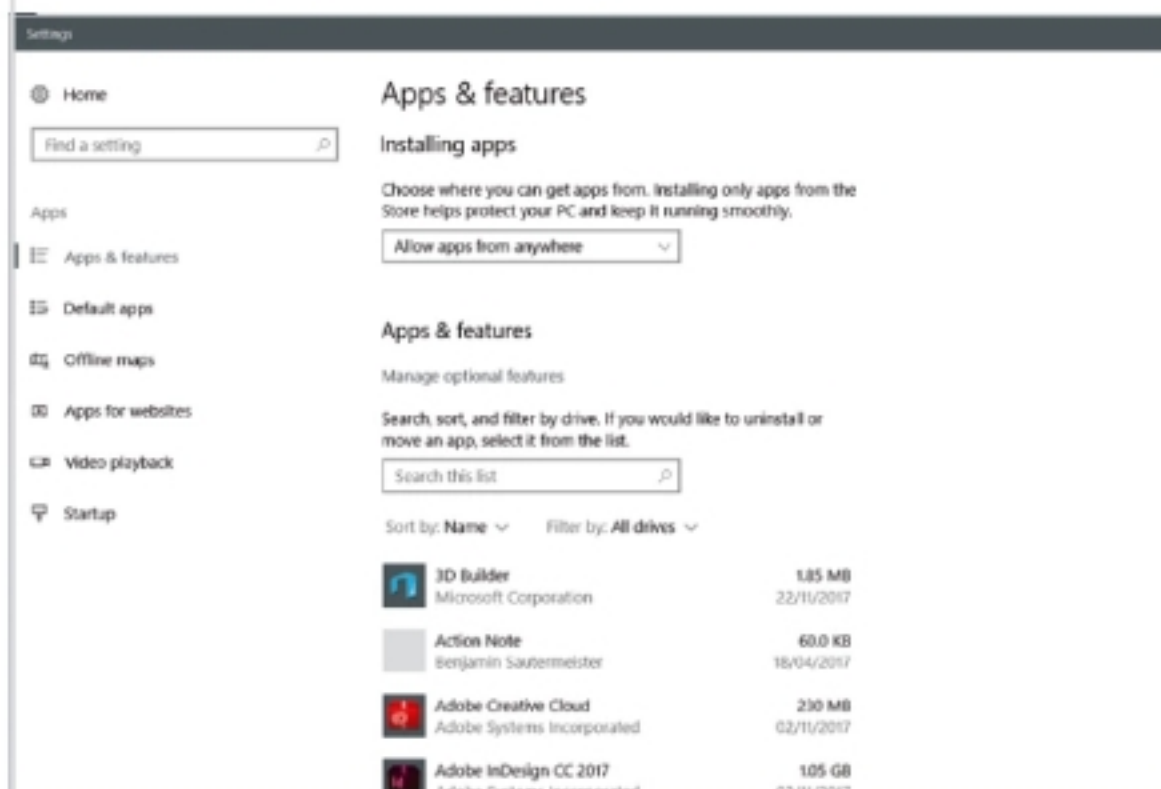 Settings
Home
Find a setting
Apps
Apps & features
Default apps
Offline maps
Apps for websites
Video playback
Startup
Apps & features
Installing apps
Choose where you can get apps from. Installing only apps from the
Store helps protect your PC and keep it running smoothly.
Allow apps from anywhere
Apps & features
Manage optional features
Search, sort, and filter by drive. If you would like to uninstall or
move an app, select it from the list.
Search this list
Sort by: Name Filter by: All drives
3D Builder 1.85 MB
Microsoft Corporation 22/11/2017
Action Note 60.0 KB
Benjamin Sautermeister 18/04/2017
Adobe Creative Cloud 230 MB
Adobe Systems Incorporated 02/11/2017
Adobe InDesign CC 2017 1.05 GB
Adobe Systems Incorporated